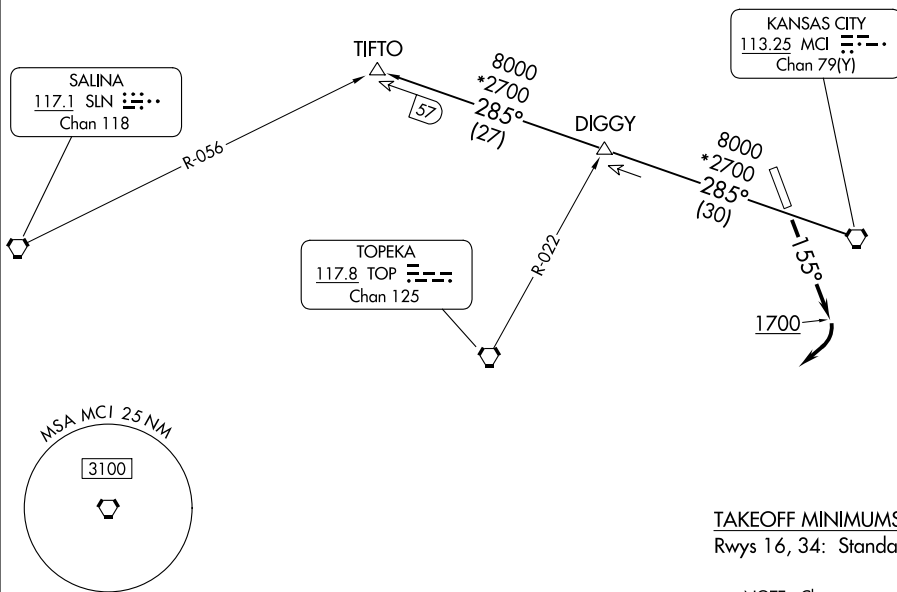 KANSAS CITY
113.25 MCI
Chan 79(Y)
TIFTO
SALINA
117.1 SLN
Chan 118
8000
*2700
285°
(27)
57
DIGGY
8000
*2700
285°
(30)
R-056
R-022
155°
TOPEKA
117.8 TOP
Chan 125
1700
MSA MCI 25 NM
3100
TAKEOFF MINIMUMS
Rwys 16, 34: Standa